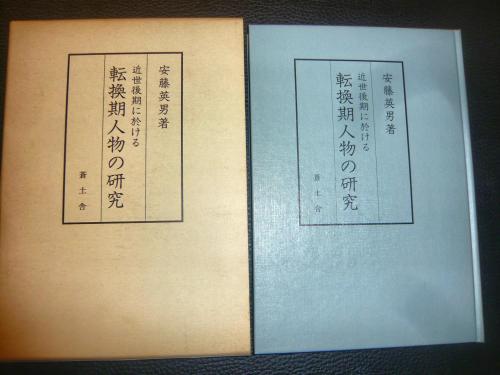 安藤英男著
近世後期に於ける
転換期人物の研究
蒼土舎
安藤英男著
近世後期に於ける
転換期人物の研究
蒼土舎